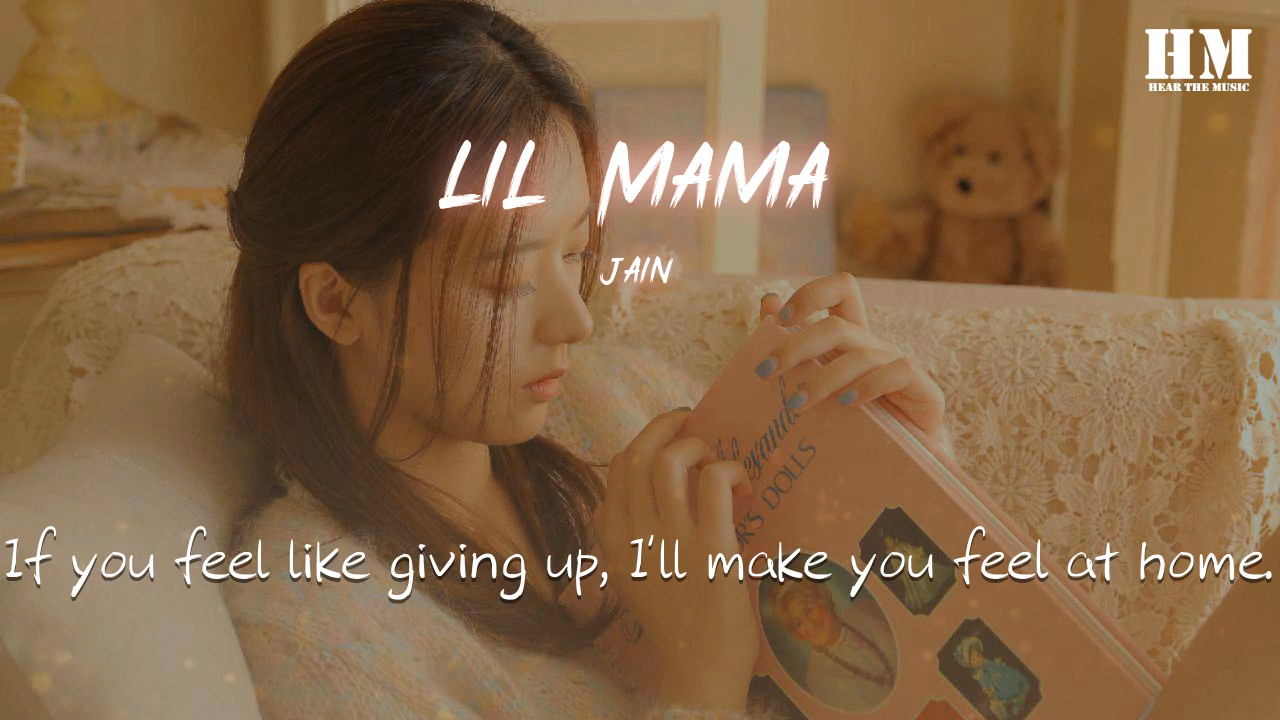 HM
HEAR THE MUSIC
LIL MAMA
JAIN
DOLLS
If you feel like giving up, I'll make you feel at home.